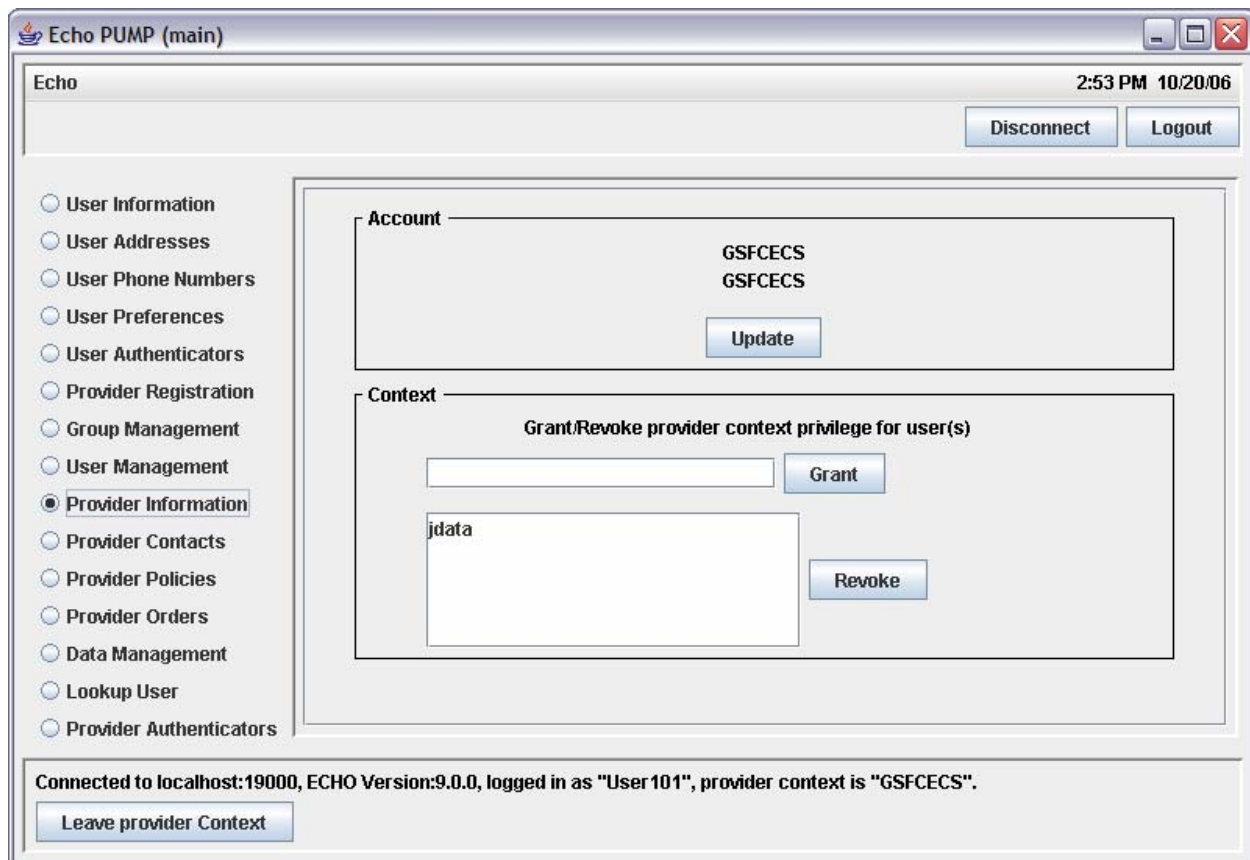 Echo PUMP (main)
Echo
2:53 PM 10/20/06
Disconnect
Logout
User Information
User Addresses
User Phone Numbers
User Preferences
User Authenticators
Provider Registration
Group Management
User Management
Provider Information
Provider Contacts
Provider Policies
Provider Orders
Data Management
Lookup User
Provider Authenticators
Account
GSFCECS
GSFCECS
Update
Context
Grant/Revoke provider context privilege for user(s)
Grant
jdata
Revoke
Connected to localhost:19000, ECHO Version:9.0.0, logged in as "User101", provider context is "GSFCECS".
Leave provider Context